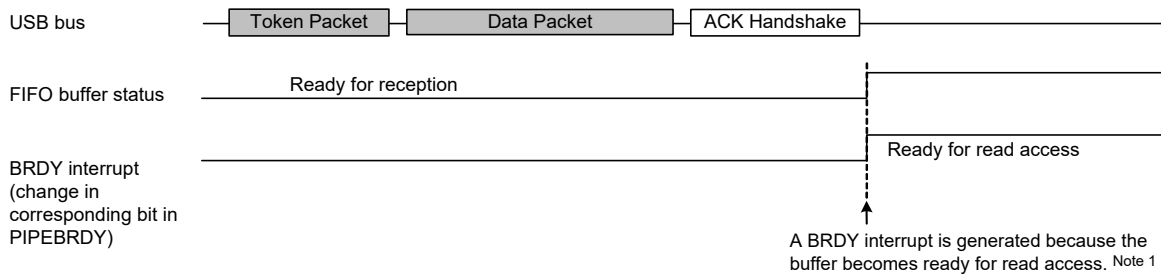 USB bus
Token Packet
Data Packet
ACK Handshake
FIFO buffer status
Ready for reception
BRDY interrupt
(change in
corresponding bit in
PIPEBRDY)
Ready for read access
A BRDY interrupt is generated because the
buffer becomes ready for read access. Note 1